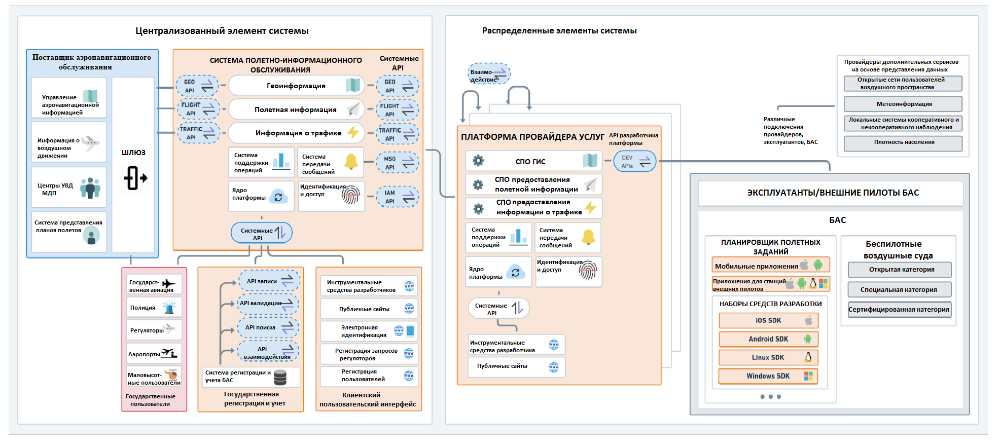 Централизованный элемент системы
Поставщик аэронавигационного
обслуживания
Управление
аэронавигационной
информацией
Информация о
воздушном
движении
Центры УВД
МДП
Система представления
планов полетов
ШЛЮЗ
СИСТЕМА ПОЛЕТНО-ИНФОРМАЦИОННОГО
ОБСЛУЖИВАНИЯ
Системные
API
GEO
API
Геоинформация
GEO
API
FLIGHT
API
Полетная информация
FLIGHT
API
TRAFFIC
API
Информация о трафике
TRAFFIC
API
Система
поддержки
операций
Система
передачи
сообщений
MSG
API
Ядро
платформы
Идентификация
и доступ
IAM
API
Системные
API
Государст-
венная авиация
Полиция
Регуляторы
Аэропорты
Маловысот-
ные пользователи
Государственные
пользователи
API записи
API валидации
API поиска
API
взаимодействия
Система регистрации и
учета БАС
Государственная
регистрация и учет
Инструментальные
средства разработчиков
WWW
Публичные сайты
WWW
Электронная
идентификация
WWW
Регистрация запросов
регуляторов
WWW
Регистрация
пользователей
WWW
Клиентский
пользовательский интерфейс
Распределенные элементы системы
Взаимо-
действие
ПЛАТФОРМА ПРОВАЙДЕРА УСЛУГ
API разработчика
платформы
СПО ГИС
DEV
APIs
СПО предоставления
полетной информации
СПО предоставления
информации о трафике
Система
поддержки
операций
Система
передачи
сообщений
Ядро
платформы
Идентификация
и доступ
Системные
API
Инструментальные
средства разработчика
WWW
Публичные сайты
WWW
Различные
подключения
провайдеров,
эксплуатантов, БАС
Провайдеры дополнительных сервисов
на основе представления данных
Открытые сети пользователей
воздушного пространства
Метеоинформация
Локальные системы кооперативного и
некооперативного наблюдения
Плотность населения
ЭКСПЛУАТАНТЫ/ВНЕШНИЕ ПИЛОТЫ БАС
БАС
ПЛАНИРОВЩИК ПОЛЕТНЫХ
ЗАДАНИЙ
Мобильные приложения
Приложения для станций
внешних пилотов
НАБОРЫ СРЕДСТВ РАЗРАБОТКИ
iOS SDK
Android SDK
Linux SDK
Windows SDK
Беспилотные
воздушные суда
Открытая категория
Специальная категория
Сертифицированная категория